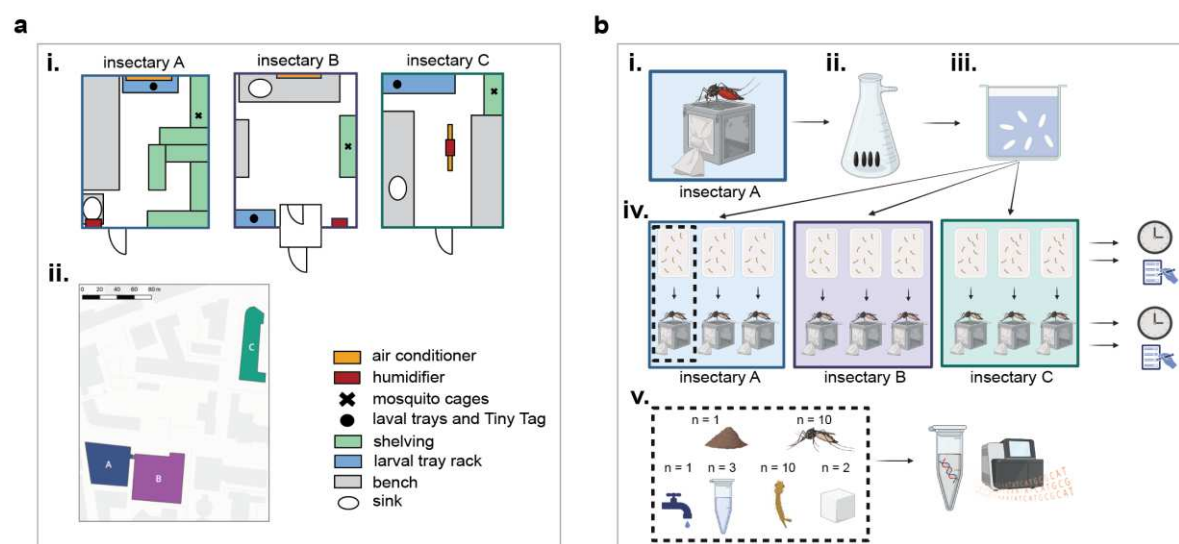 a
i.
insectary A
insectary B
insectary C
ii.
0 20 40 60 80 m
C
A
B
air conditioner
humidifier
mosquito cages
laval trays and Tiny Tag
shelving
larval tray rack
bench
sink
b
i.
ii.
iii.
insectary A
iv.
insectary A
insectary B
insectary C
v.
n = 1
n = 10
n = 1
n = 3
n = 10
n = 2